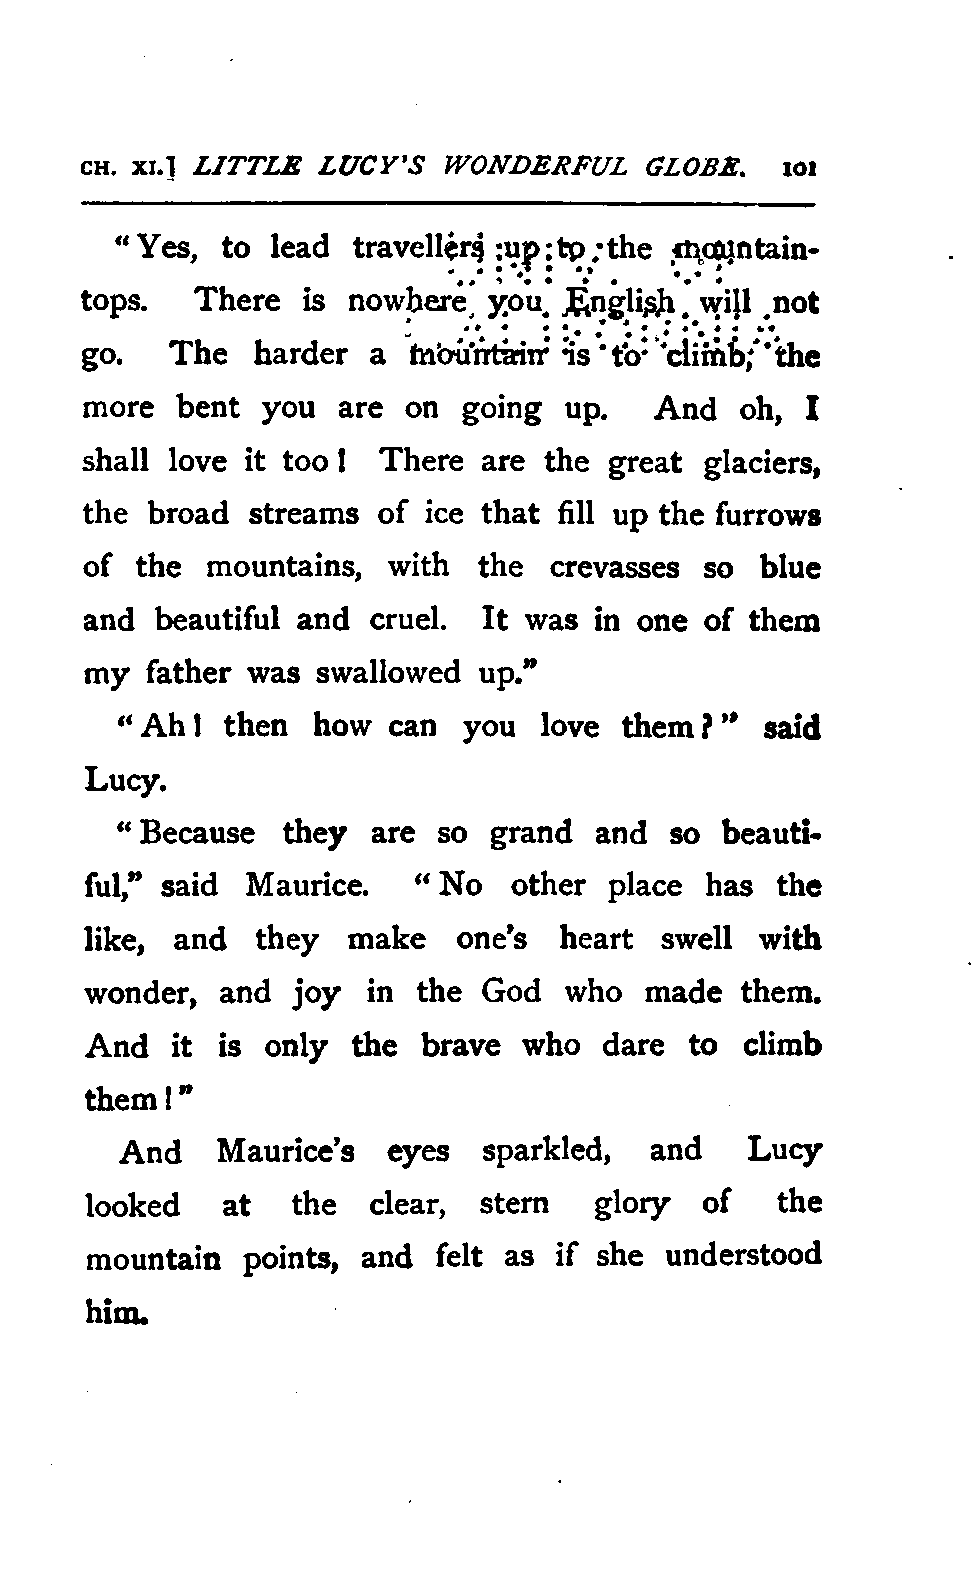 CH. XI.] LITTLE LUCY'S WONDERFUL GLOBE. 101
“Yes, to lead travellers up to the mountain-
tops. There is nowhere you English will not
go. The harder a mountain is to climb, the
more bent you are on going up. And oh, I
shall love it too! There are the great glaciers,
the broad streams of ice that fill up the furrows
of the mountains, with the crevasses so blue
and beautiful and cruel. It was in one of them
my father was swallowed up.”
“Ah! then how can you love them?” said
Lucy.
“Because they are so grand and so beauti-
ful,” said Maurice. “No other place has the
like, and they make one's heart swell with
wonder, and joy in the God who made them.
And it is only the brave who dare to climb
them!”
And Maurice's eyes sparkled, and Lucy
looked at the clear, stern glory of the
mountain points, and felt as if she understood
him.